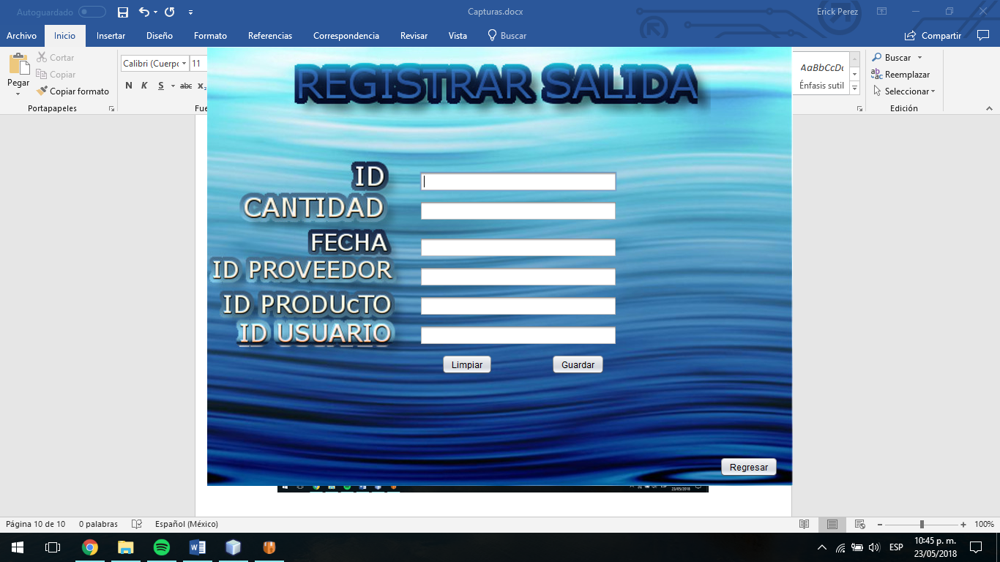 Autoguardado
Capturas.docx
Erick Perez
Archivo Inicio Insertar Diseño Formato Referencias Correspondencia Revisar Vista Buscar Compartir
Pegar
Cortar
Copiar
Copiar formato
Portapapeles
Calibri (Cuerpo 11
N K S abc x
Fue
AaBbCcDc
Énfasis sutil
Buscar
Reemplazar
Seleccionar
Edición
REGISTRAR SALIDA
ID
CANTIDAD
FECHA
ID PROVEEDOR
ID PRODUcTO
ID USUARIO
Limpiar Guardar
Regresar
23/05/2018
Página 10 de 10 0 palabras Español (México) 100%
ESP
10:45 p. m.
23/05/2018